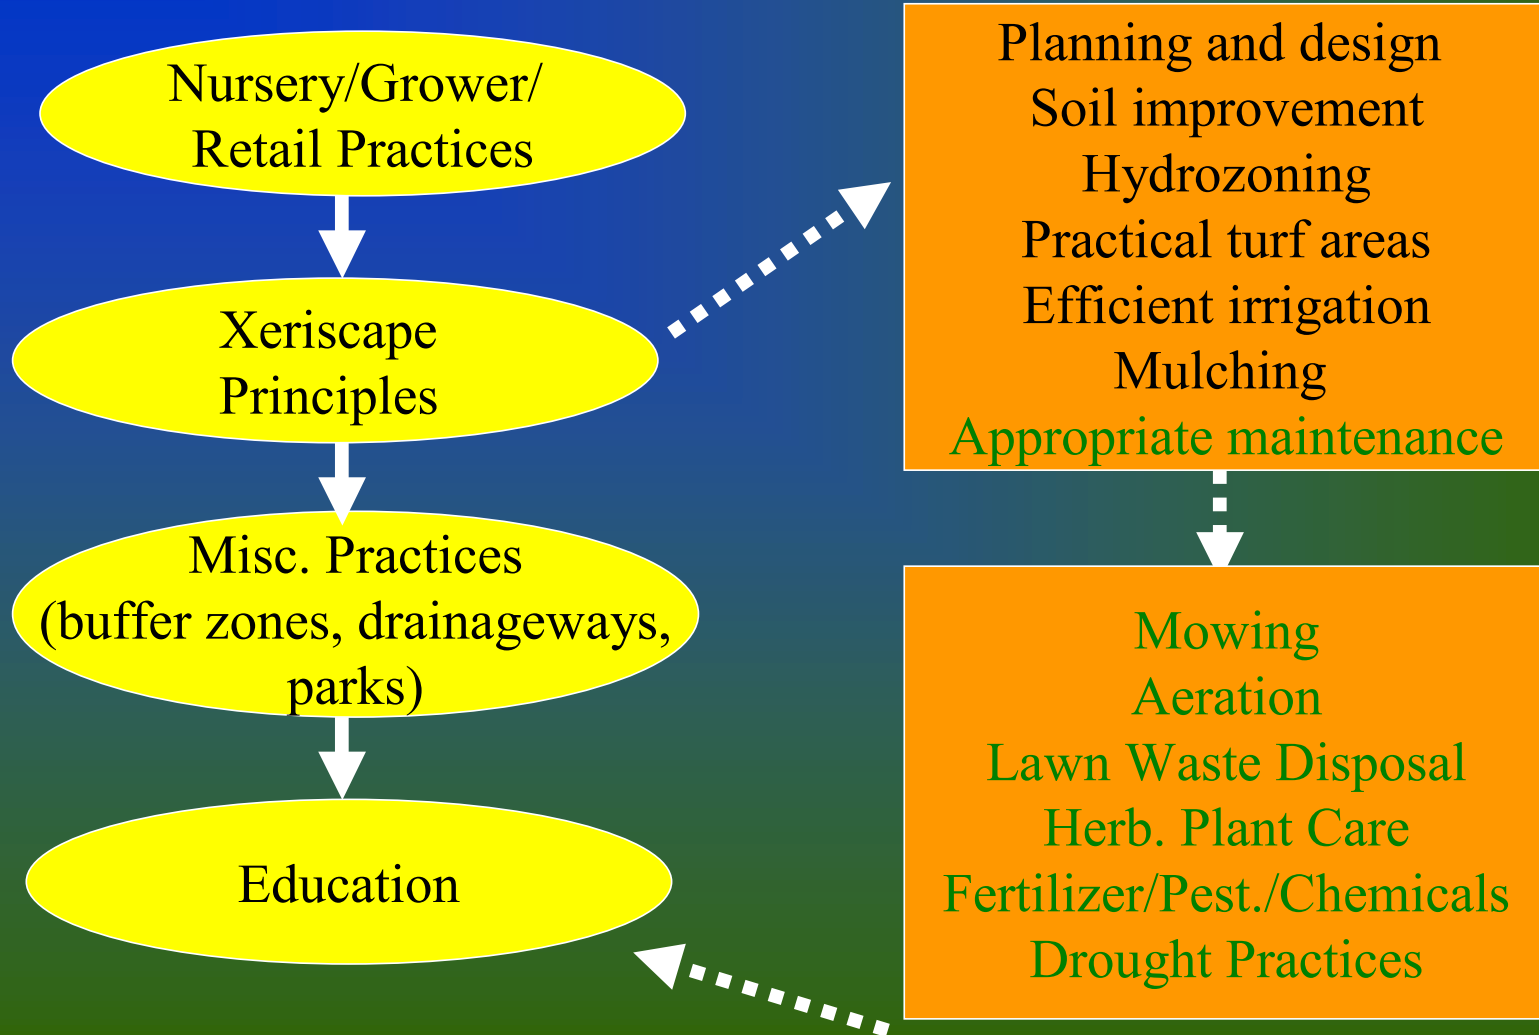 Nursery/Grower/
Retail Practices
Xeriscape
Principles
Misc. Practices
(buffer zones, drainageways,
parks)
Education
Planning and design
Soil improvement
Hydrozoning
Practical turf areas
Efficient irrigation
Mulching
Appropriate maintenance
Mowing
Aeration
Lawn Waste Disposal
Herb. Plant Care
Fertilizer/Pest./Chemicals
Drought Practices